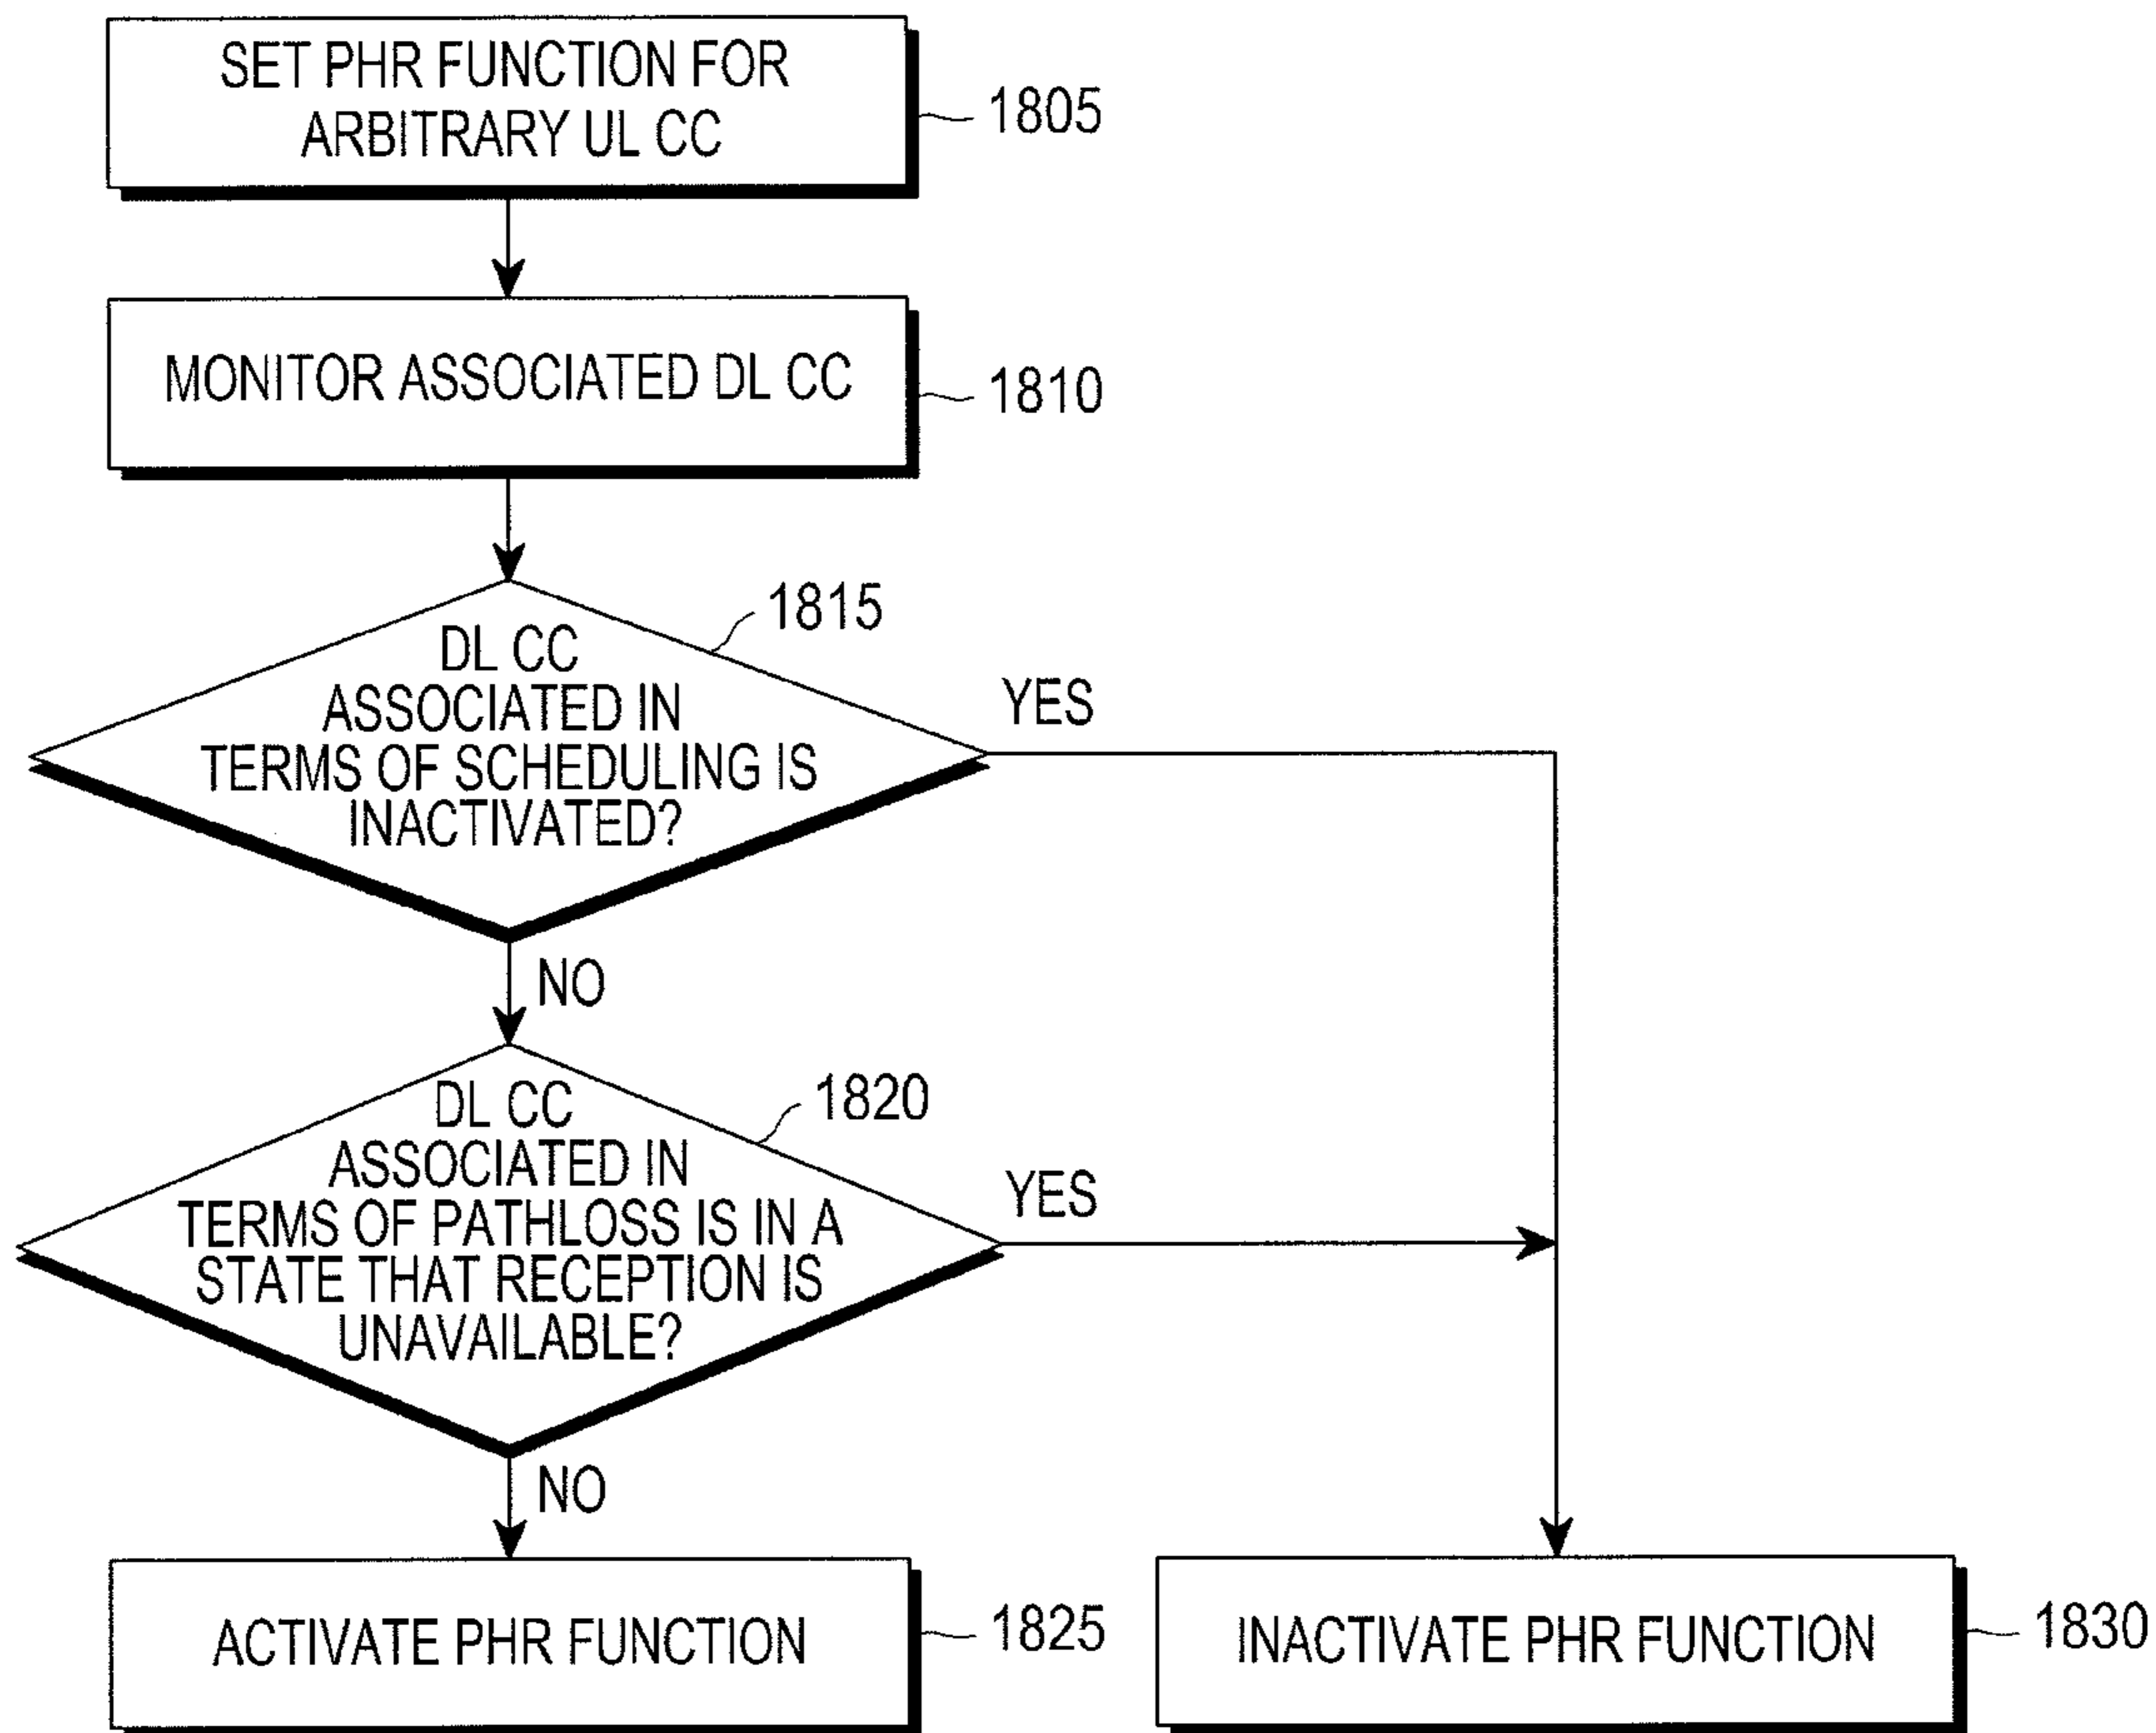 SET PHR FUNCTION FOR
ARBITRARY UL CC
1805
MONITOR ASSOCIATED DL CC
1810
1815
DL CC
ASSOCIATED IN
TERMS OF SCHEDULING IS
INACTIVATED?
YES
NO
1820
DL CC
ASSOCIATED IN
TERMS OF PATHLOSS IS IN A
STATE THAT RECEPTION IS
UNAVAILABLE?
YES
NO
ACTIVATE PHR FUNCTION
1825
INACTIVATE PHR FUNCTION
1830